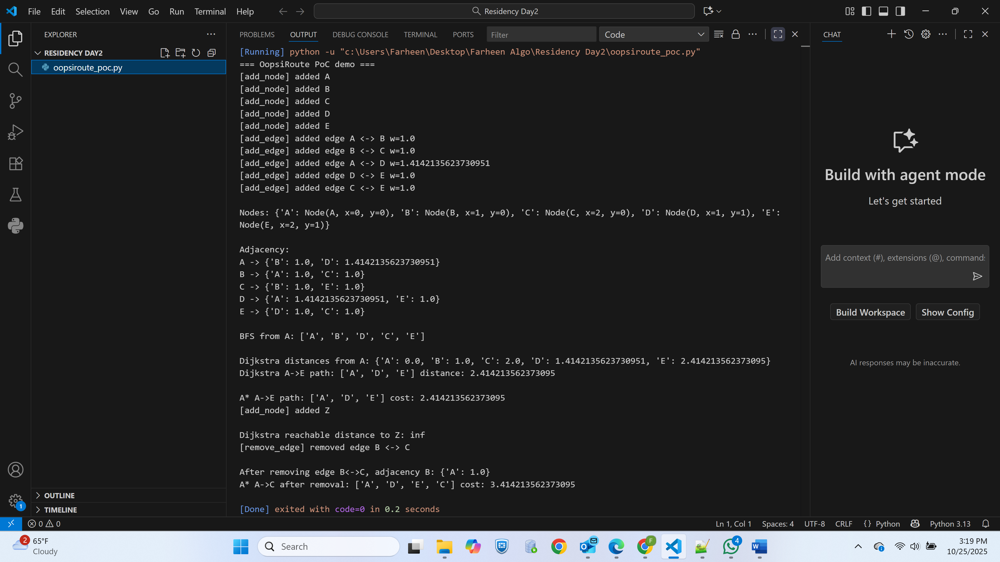 File Edit Selection View Go Run Terminal Help
Residency Day2
EXPLORER
RESIDENCY DAY2
oopsiroute_poc.py
OUTLINE
TIMELINE
PROBLEMS OUTPUT DEBUG CONSOLE TERMINAL PORTS
Filter
Code
[Running] python -u "c:\Users\Farheen\Desktop\Farheen Algo\Residency Day2\oopsiroute_poc.py"
=== OopsiRoute PoC demo ===
[add_node] added A
[add_node] added B
[add_node] added C
[add_node] added D
[add_node] added E
[add_edge] added edge A <-> B w=1.0
[add_edge] added edge B <-> C w=1.0
[add_edge] added edge A <-> D w=1.4142135623730951
[add_edge] added edge D <-> E w=1.0
[add_edge] added edge C <-> E w=1.0
Nodes: {'A': Node(A, x=0, y=0), 'B': Node(B, x=1, y=0), 'C': Node(C, x=2, y=0), 'D': Node(D, x=1, y=1), 'E':
Node(E, x=2, y=1)}
Adjacency:
A -> {'B': 1.0, 'D': 1.4142135623730951}
B -> {'A': 1.0, 'C': 1.0}
C -> {'B': 1.0, 'E': 1.0}
D -> {'A': 1.4142135623730951, 'E': 1.0}
E -> {'D': 1.0, 'C': 1.0}
BFS from A: ['A', 'B', 'D', 'C', 'E']
Dijkstra distances from A: {'A': 0.0, 'B': 1.0, 'C': 2.0, 'D': 1.4142135623730951, 'E': 2.414213562373095}
Dijkstra A->E path: ['A', 'D', 'E'] distance: 2.414213562373095
A* A->E path: ['A', 'D', 'E'] cost: 2.414213562373095
[add_node] added Z
Dijkstra reachable distance to Z: inf
[remove_edge] removed edge B <-> C
After removing edge B<->C, adjacency B: {'A': 1.0}
A* A->C after removal: ['A', 'D', 'E', 'C'] cost: 3.414213562373095
[Done] exited with code=0 in 0.2 seconds
CHAT
Build with agent mode
Let's get started
Add context (#), extensions (@), commands
Build Workspace Show Config
AI responses may be inaccurate.
1
0 0
Ln 1, Col 1 Spaces: 4 UTF-8 CRLF {} Python Python 3.13
2
65°F
Cloudy
Search
F
4
3:19 PM
10/25/2025